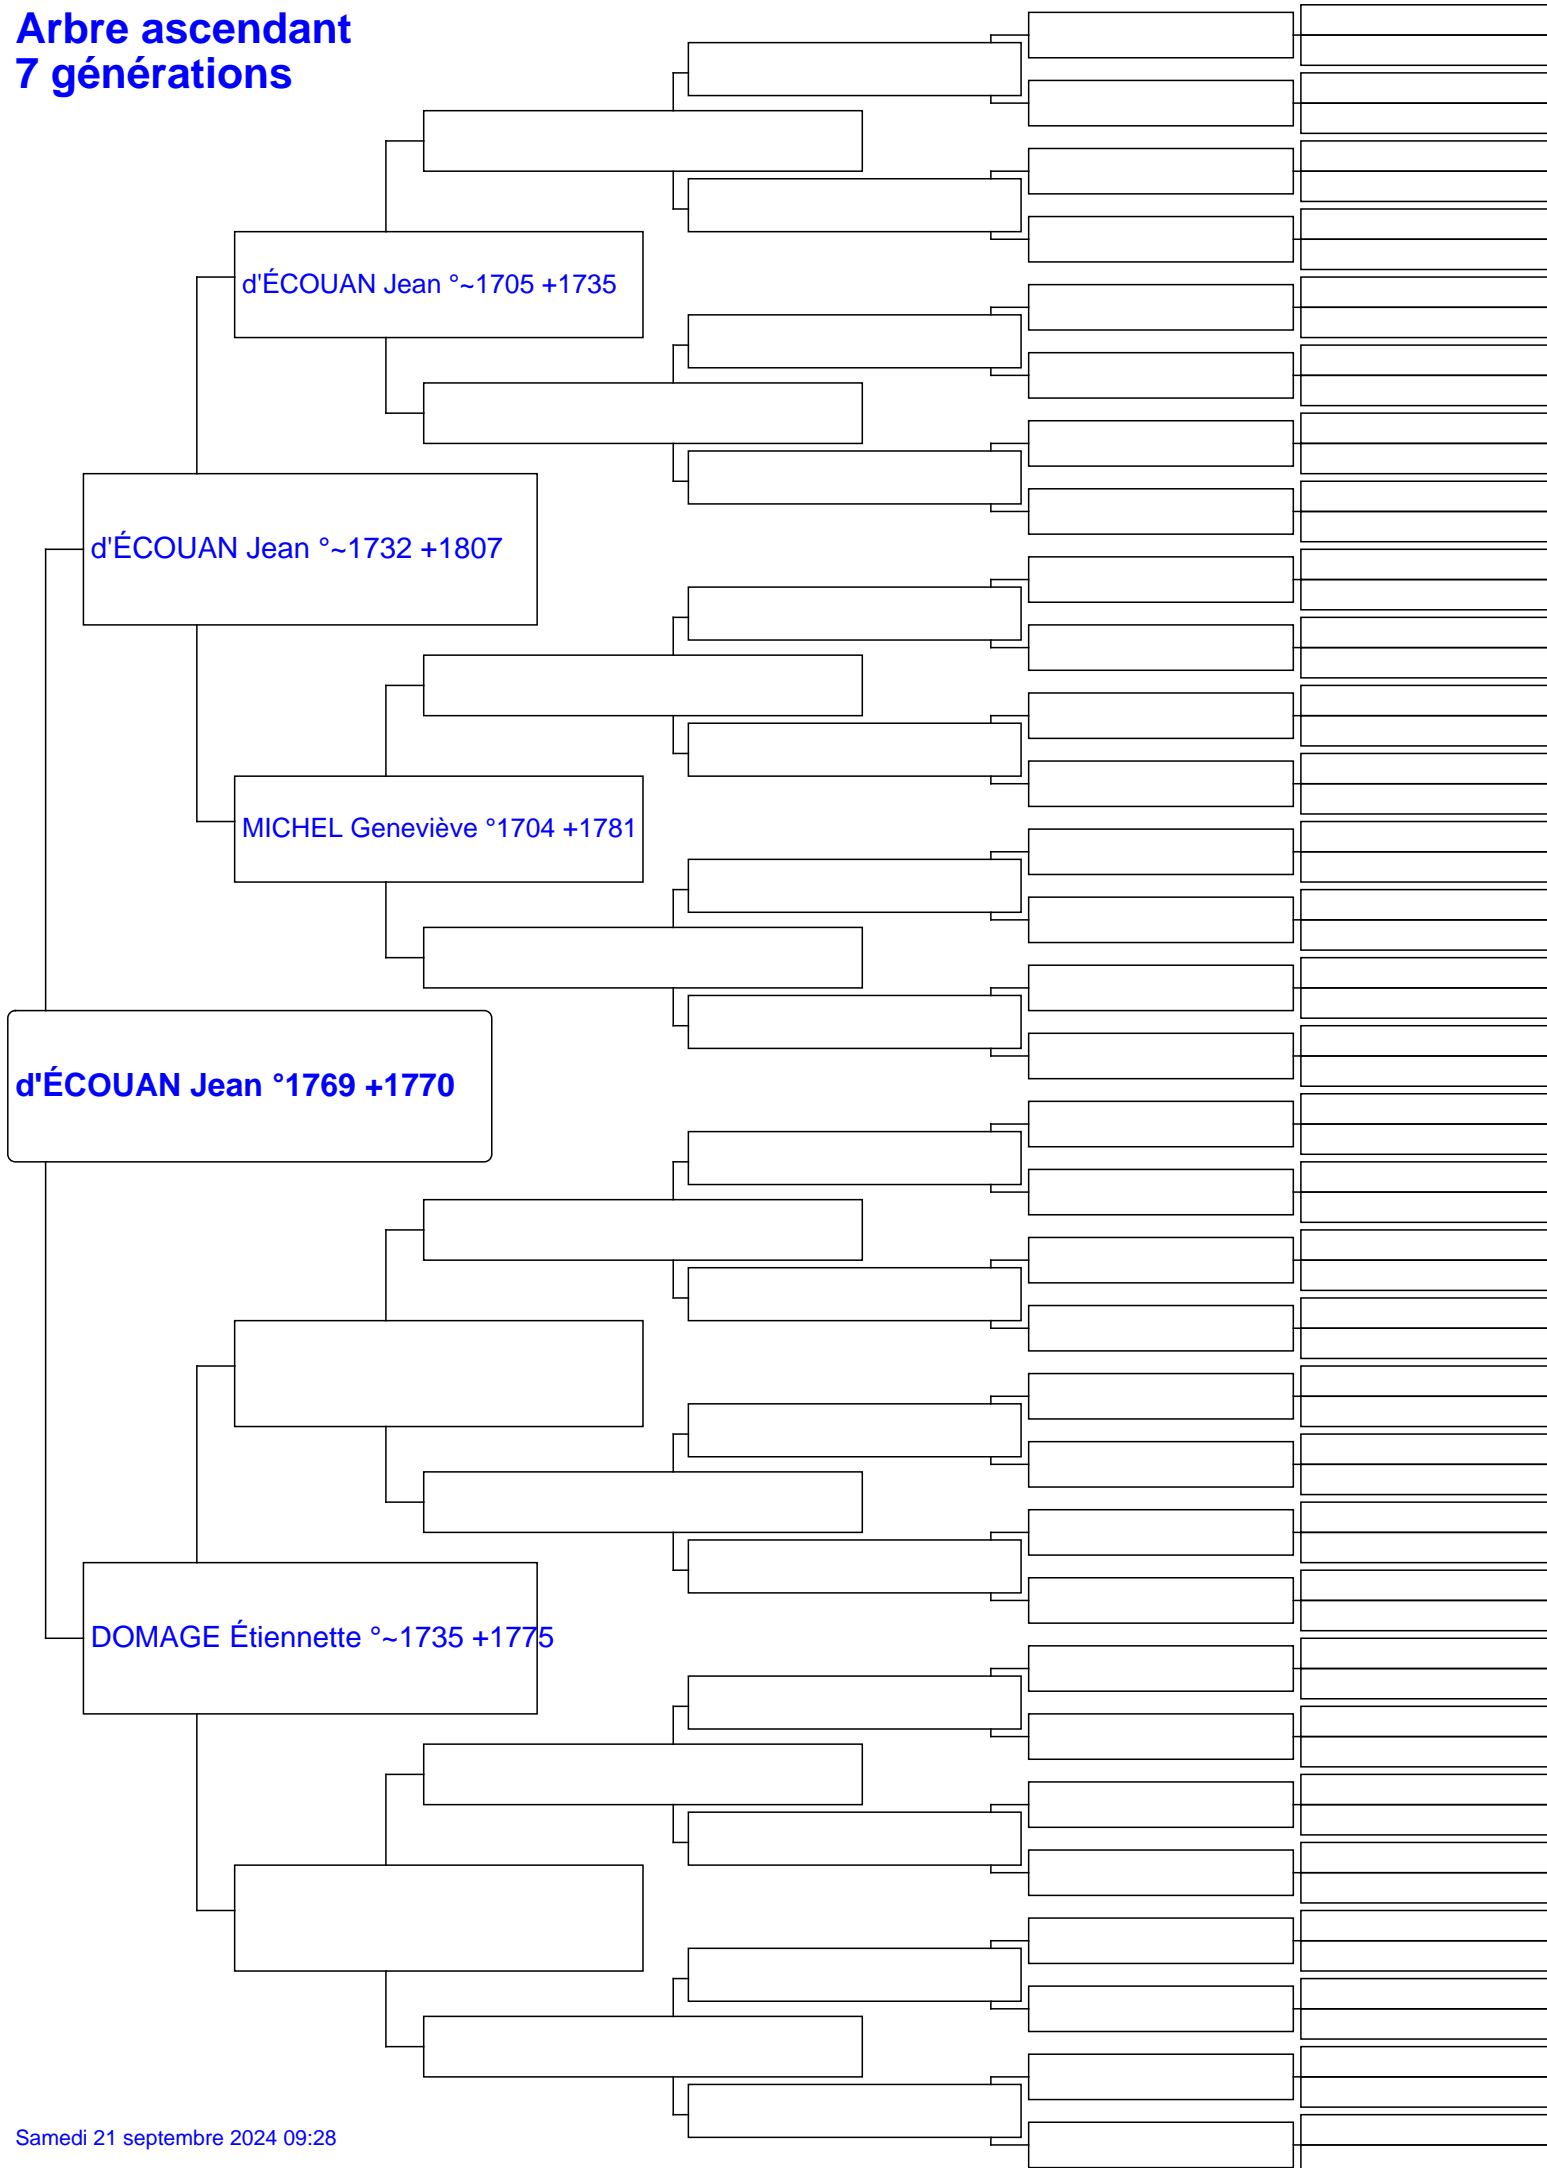 Arbre ascendant
7 générations
d'ÉCOUAN Jean °~1705 +1735
d'ÉCOUAN Jean °~1732 +1807
MICHEL Geneviève °1704 +1781
d'ÉCOUAN Jean °1769 +1770
DOMAGE Étiennette °~1735 +1775
Samedi 21 septembre 2024 09:28